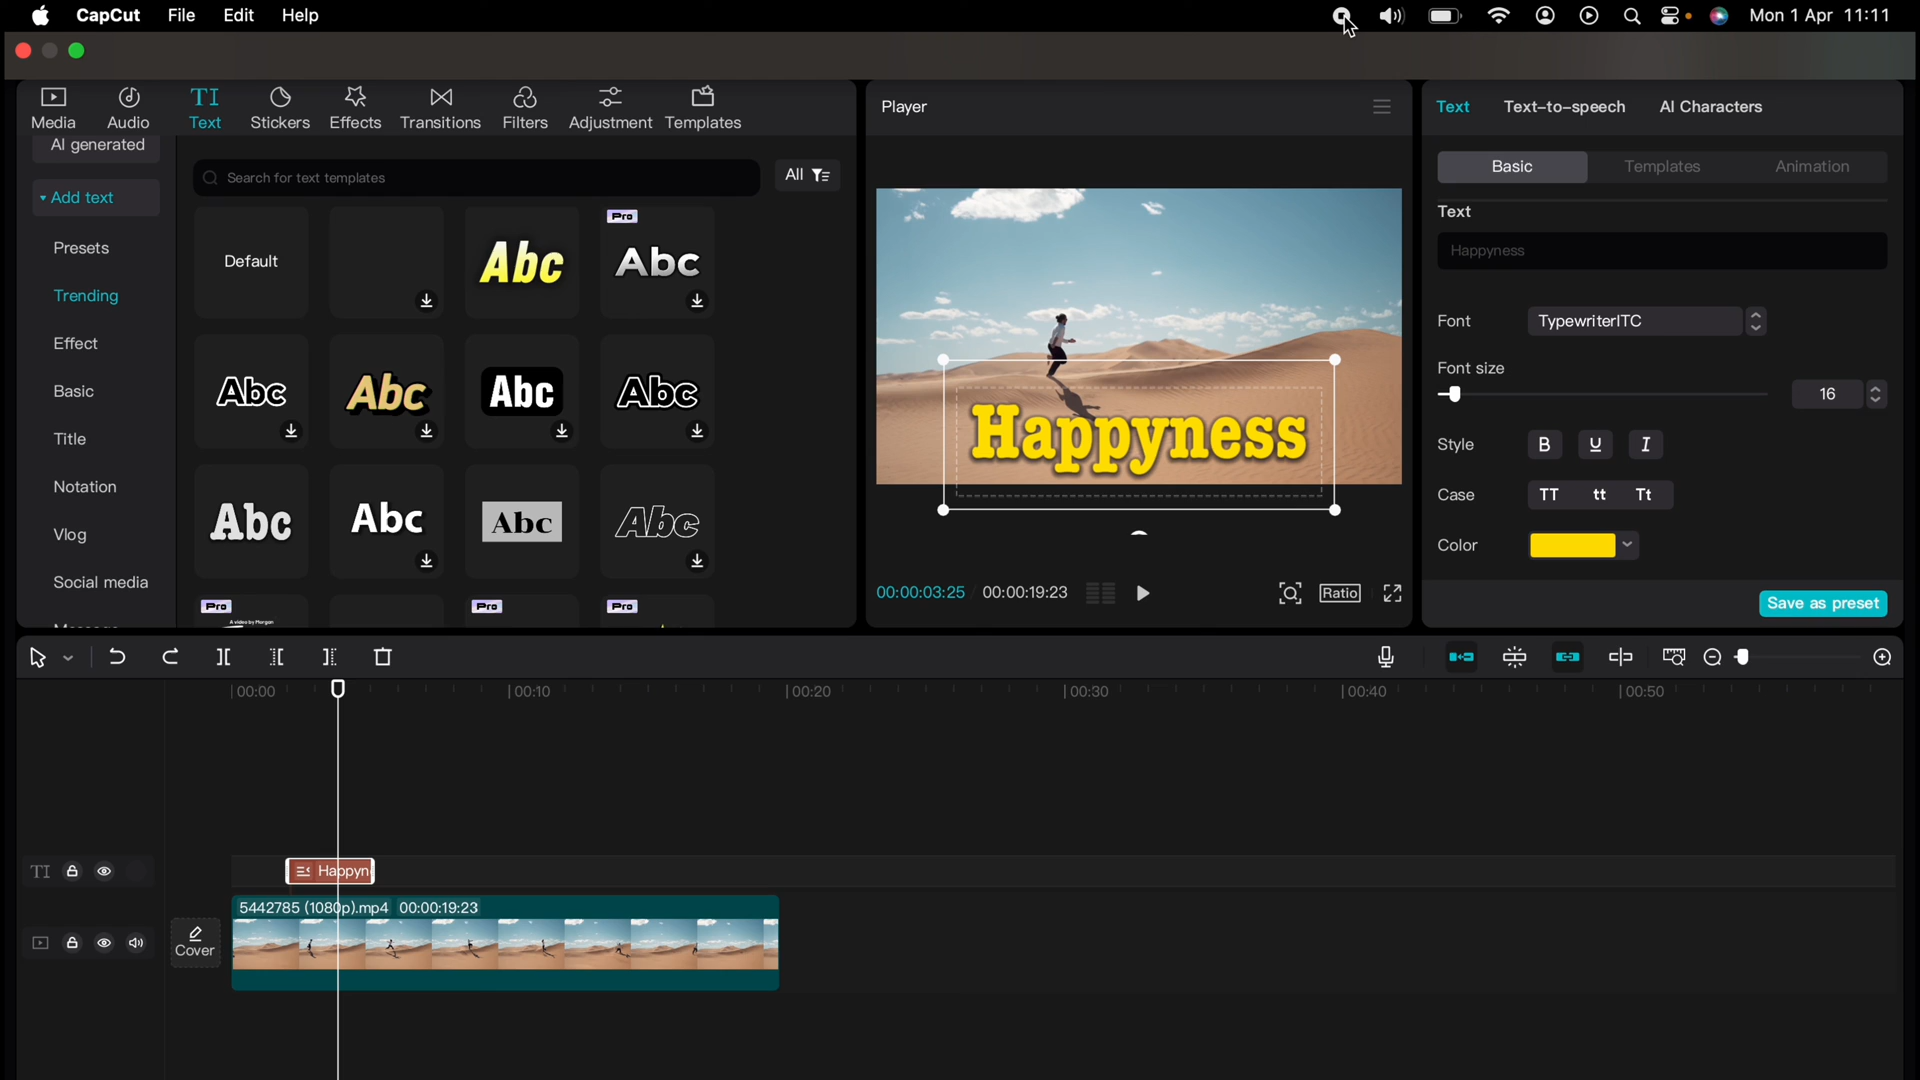 CapCut File Edit Help Mon 1 Apr 11:11
Media Audio Text Stickers Effects Transitions Filters Adjustment Templates
TI
AI generated
Add text
Presets
Trending
Effect
Basic
Title
Notation
Vlog
Social media
Search for text templates
All
Default Abc Pro Abc
Abc Abc Abc Abc
Abc Abc Abc Abc
Pro Pro Pro
A video by Morgan
Player
Happyness
00:00:03:25 / 00:00:19:23 Ratio
Text Text-to-speech AI Characters
Basic Templates Animation
Text
Happyness
Font TypewriterITC
Font size
16
Style B U I
Case TT tt Tt
Color
Save as preset
00:00 00:10 00:20 00:30 00:40 00:50
TI Happyn
5442785 (1080p).mp4 00:00:19:23
Cover